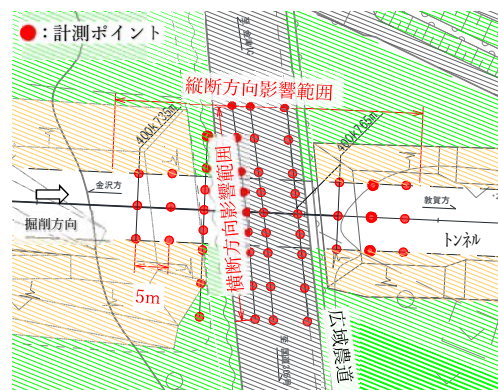 ●：計測ポイント
縦断方向影響範囲
400k735m
400k765m
横断方向影響範囲
金沢方
敦賀方
掘削方向
トンネル
5m
広域農道